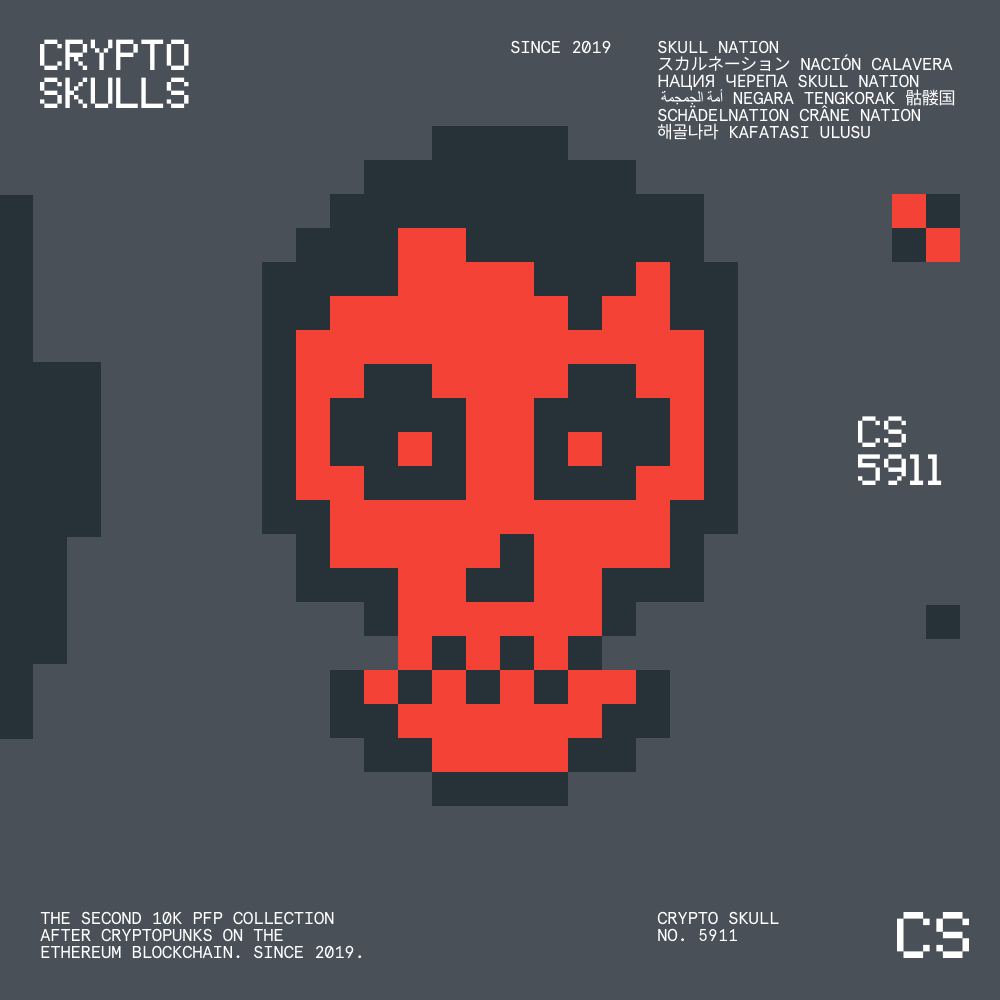 CRYPTO
SKULLS
SINCE 2019
SKULL NATION
スカルネーション NACIÓN CALAVERA
НАЦИЯ ЧЕРЕПА SKULL NATION
أمة الجمجمة NEGARA TENGKORAK 骷髅国
SCHÄDELNATION CRÂNE NATION
해골나라 KAFATASI ULUSU
CS
5911
THE SECOND 10K PFP COLLECTION
AFTER CRYPTOPUNKS ON THE
ETHEREUM BLOCKCHAIN. SINCE 2019.
CRYPTO SKULL
NO. 5911
CS